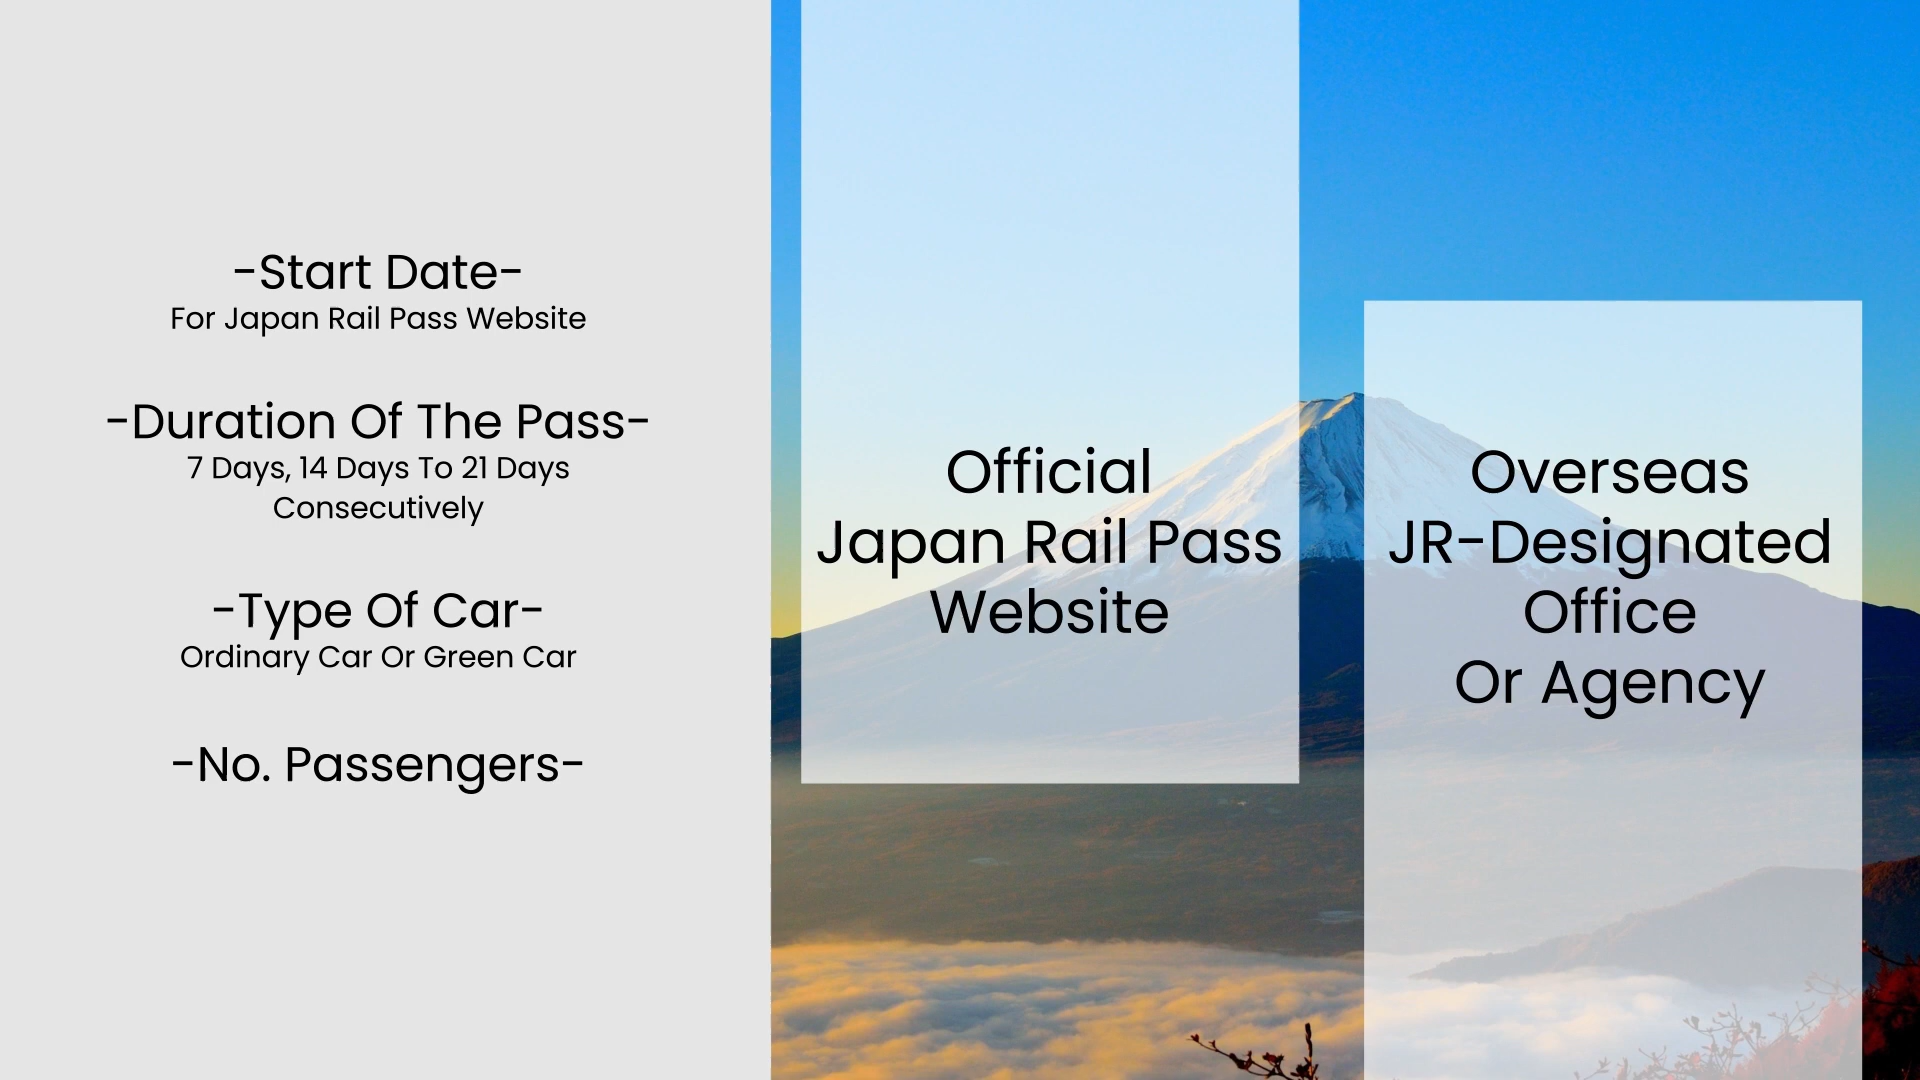 -Start Date-
For Japan Rail Pass Website
-Duration Of The Pass-
7 Days, 14 Days To 21 Days
Consecutively
-Type Of Car-
Ordinary Car Or Green Car
-No. Passengers-
Official
Japan Rail Pass
Website
Overseas
JR-Designated
Office
Or Agency